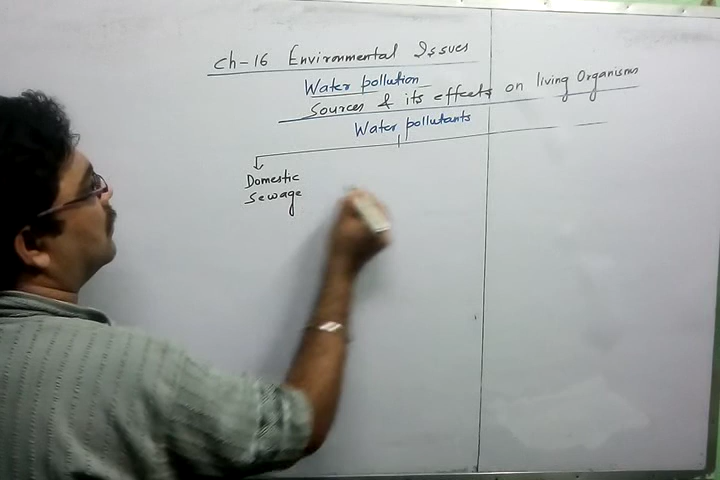 Ch-16 Environmental Issues
Water pollution
Sources & its effects on living Organisms
Water pollutants
Domestic
Sewage